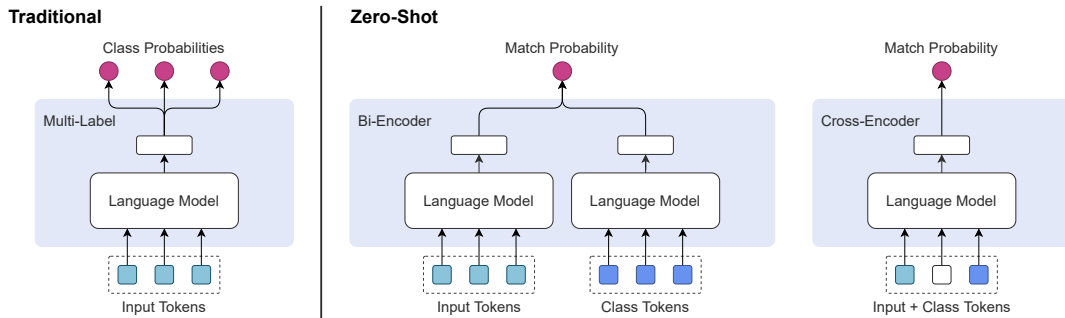 Traditional
Class Probabilities
Multi-Label
Language Model
Input Tokens
Zero-Shot
Match Probability
Bi-Encoder
Language Model
Language Model
Input Tokens
Class Tokens
Match Probability
Cross-Encoder
Language Model
Input + Class Tokens